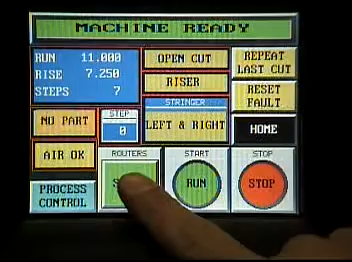 MACHINE READY
RUN 11.000
RISE 7.250
STEPS 7
OPEN CUT
RISER
REPEAT
LAST CUT
RESET
FAULT
STRINGER
LEFT & RIGHT
NO PART
STEP
0
HOME
AIR OK
ROUTERS
START
RUN
STOP
STOP
PROCESS
CONTROL